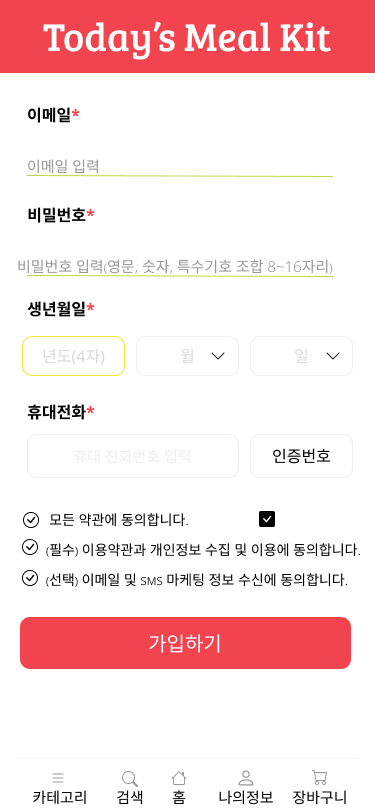 Today's Meal Kit
이메일*
이메일 입력
비밀번호*
비밀번호 입력(영문, 숫자, 특수기호 조합 8~16자리)
생년월일*
년도(4자) 월 일
휴대전화*
휴대 전화번호 입력 인증번호
모든 약관에 동의합니다.
(필수) 이용약관과 개인정보 수집 및 이용에 동의합니다.
(선택) 이메일 및 SMS 마케팅 정보 수신에 동의합니다.
가입하기
카테고리 검색 홈 나의정보 장바구니